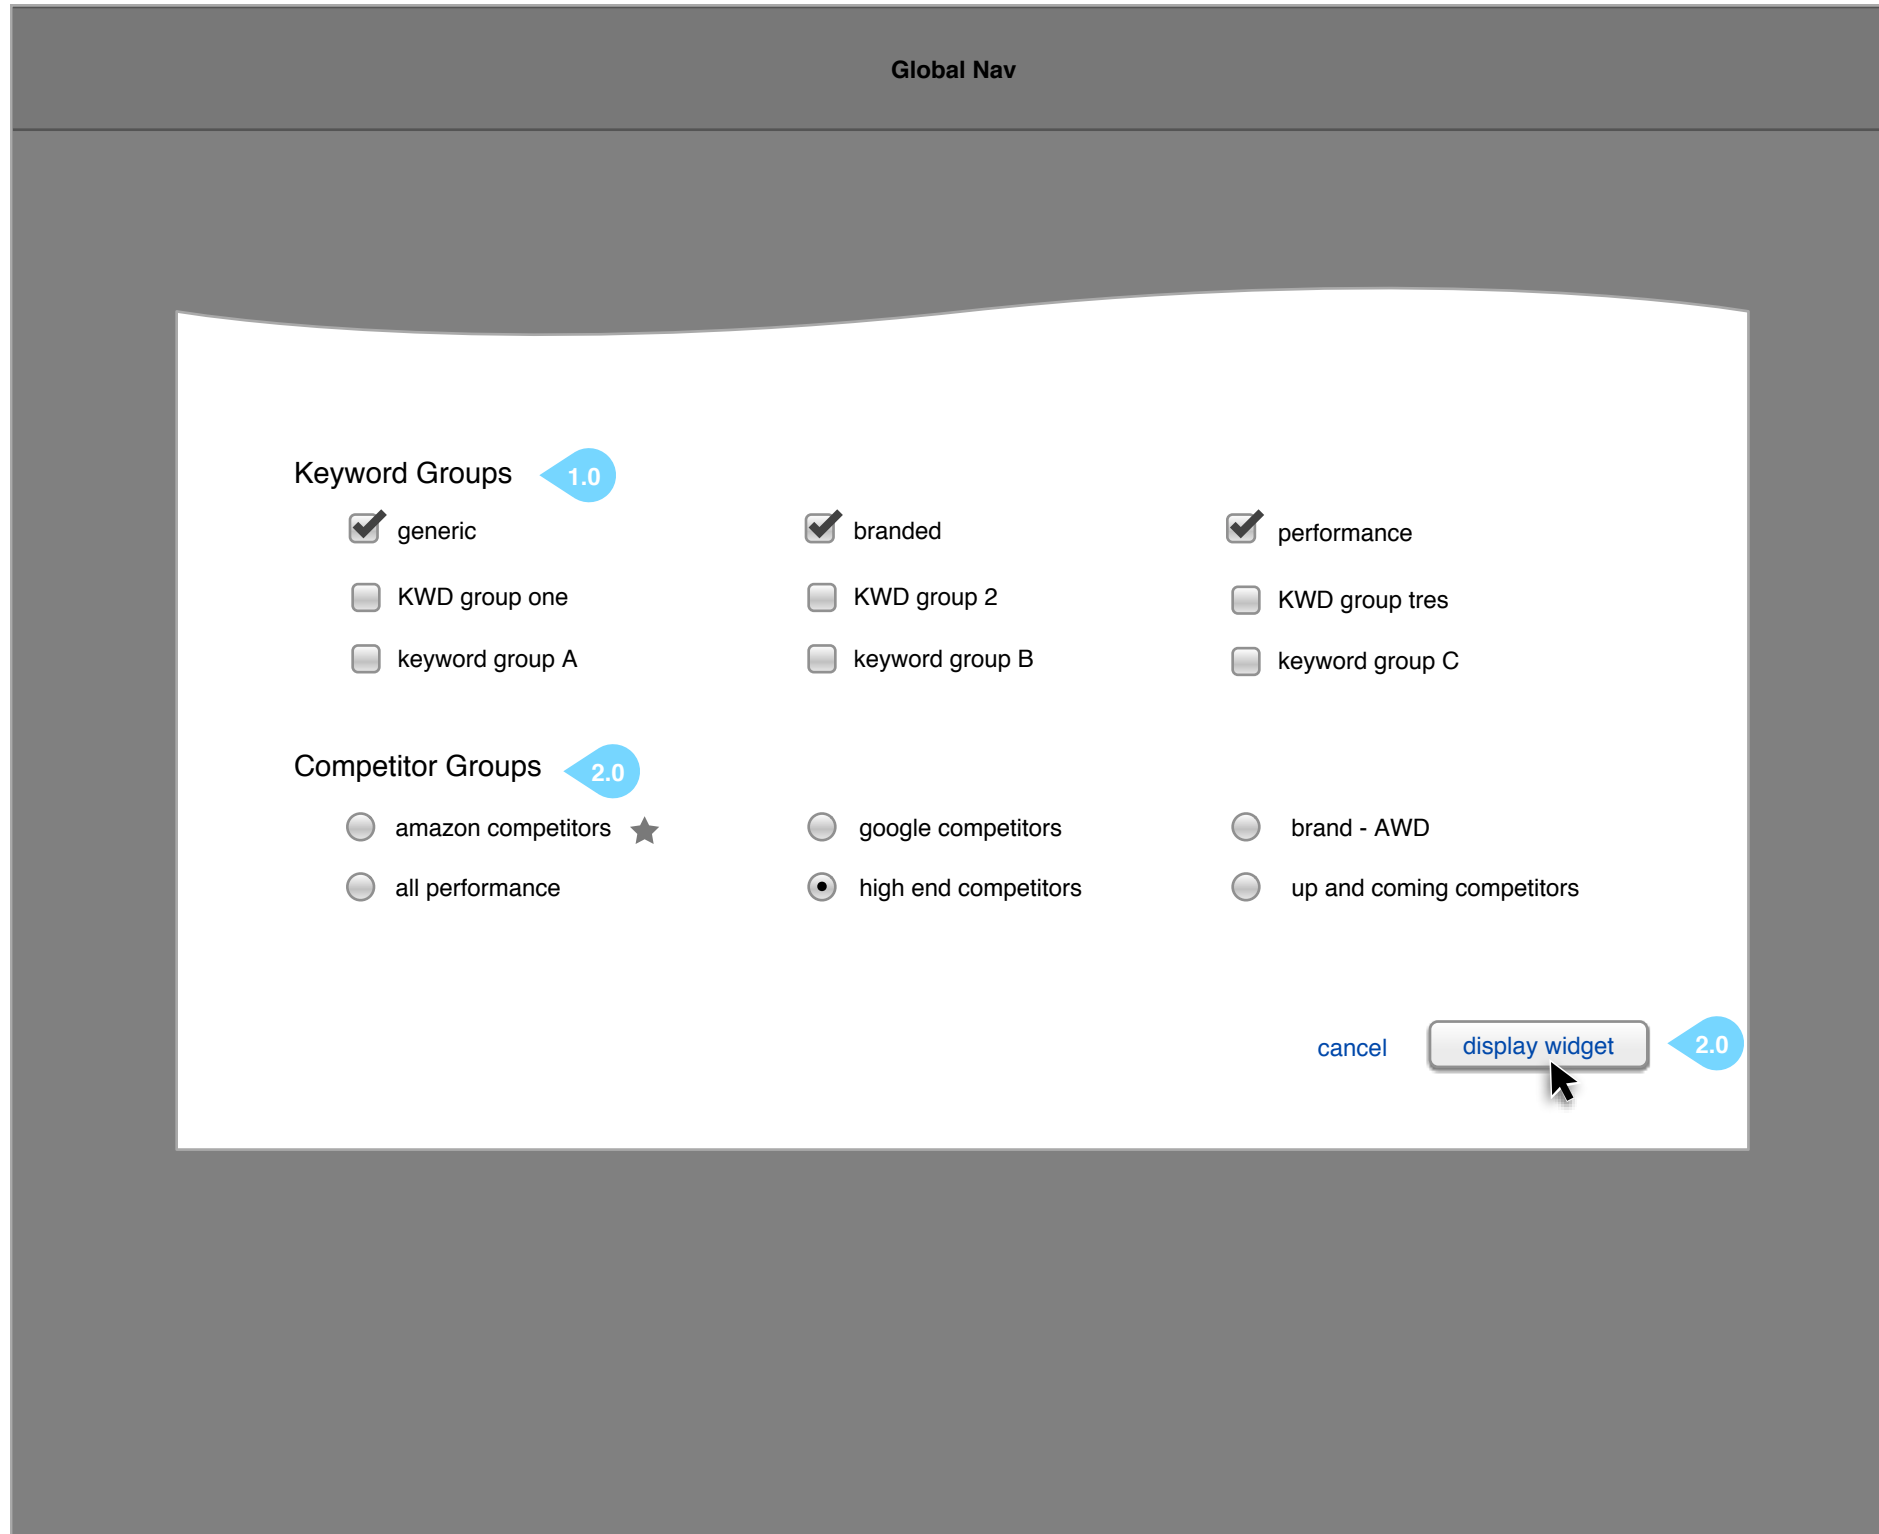 Global Nav
Keyword Groups 1.0
generic branded performance
KWD group one KWD group 2 KWD group tres
keyword group A keyword group B keyword group C
Competitor Groups 2.0
amazon competitors google competitors brand - AWD
all performance high end competitors up and coming competitors
cancel display widget 2.0